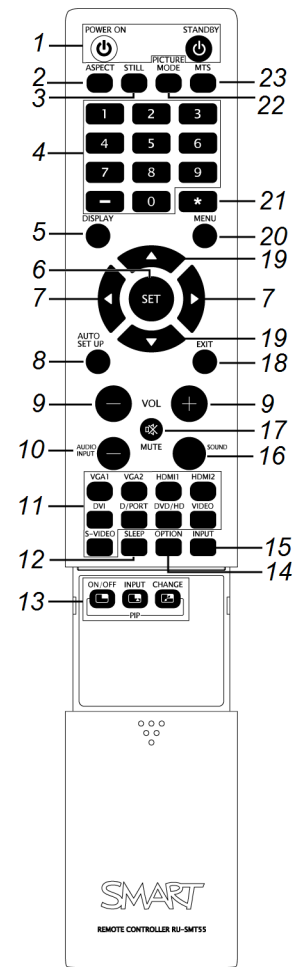 POWER ON STANDBY
1
PICTURE
2 ASPECT STILL MODE MTS 23
3 22
1 2 3
4 4 5 6
7 8 9
− 0 * 21
5 DISPLAY MENU 20
6 19
7 SET 7
19
AUTO
SET UP EXIT
8 18
9 − VOL + 9
17
MUTE
10 AUDIO
INPUT − SOUND
16
VGA1 VGA2 HDMI1 HDMI2
11
DVI D/PORT DVD/HD VIDEO
S-VIDEO SLEEP OPTION INPUT 15
12 14
13 ON/OFF INPUT CHANGE
PIP
SMART
REMOTE CONTROLLER RU-SMT55